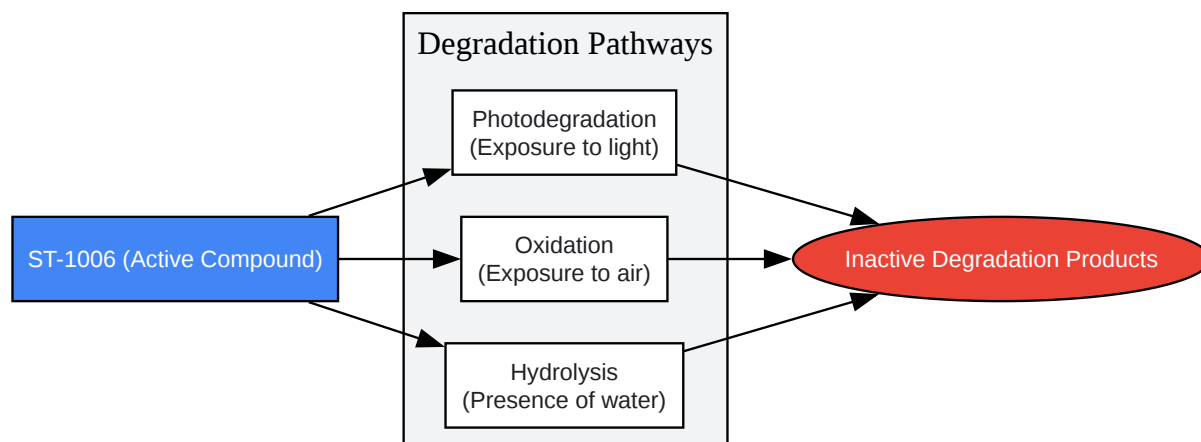 Degradation Pathways
Photodegradation
(Exposure to light)
ST-1006 (Active Compound)
Oxidation
(Exposure to air)
Inactive Degradation Products
Hydrolysis
(Presence of water)